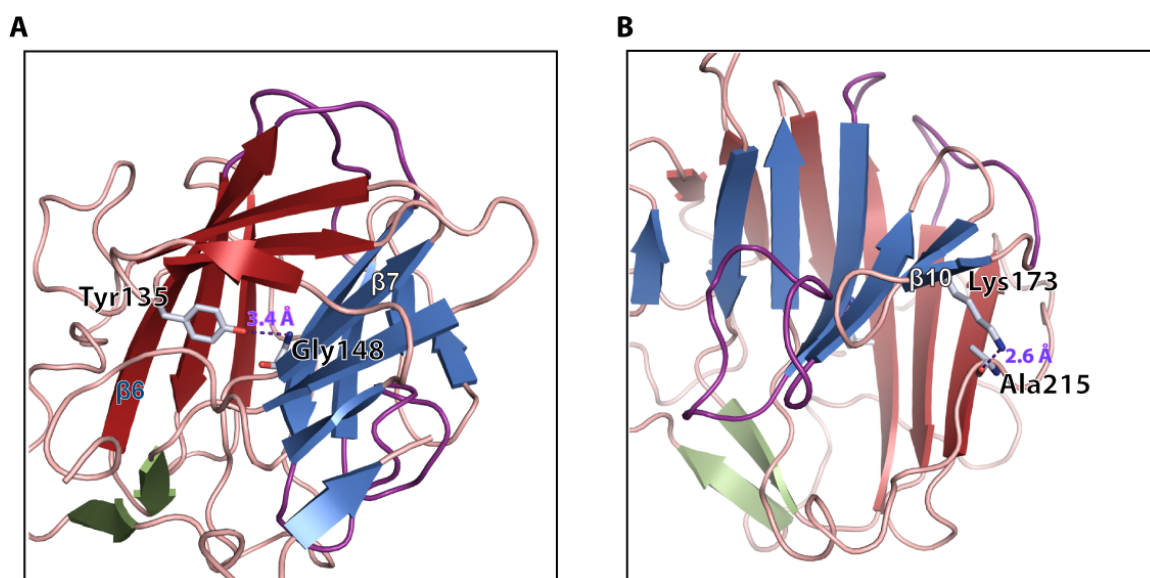 A
B
β7
Tyr135
3.4 Å
Gly148
β6
β10
Lys173
2.6 Å
Ala215